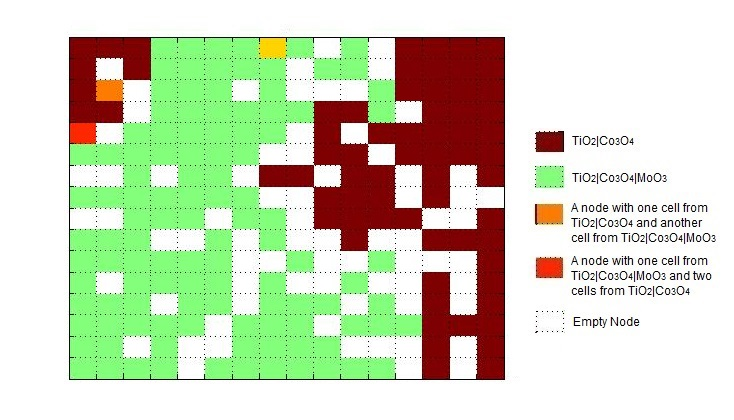 TiO2|Co3O4
TiO2|Co3O4|MoO3
A node with one cell from
TiO2|Co3O4 and another
cell from TiO2|Co3O4|MoO3
A node with one cell from
TiO2|Co3O4|MoO3 and two
cells from TiO2|Co3O4
Empty Node